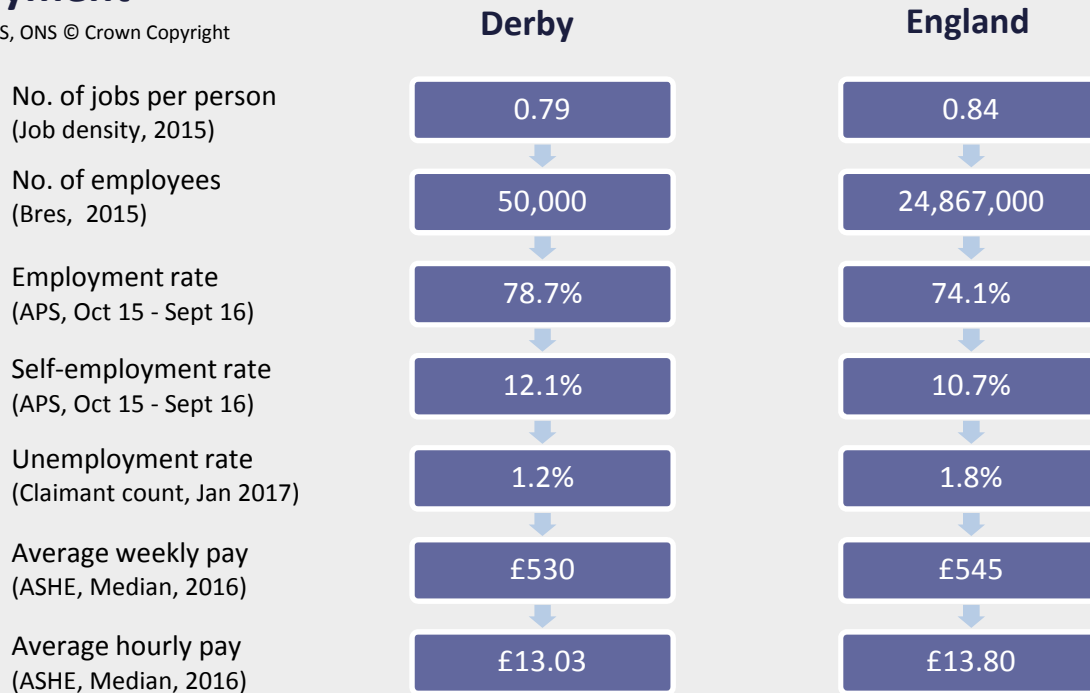 S, ONS © Crown Copyright
Derby
England
No. of jobs per person
(Job density, 2015)
0.79
0.84
No. of employees
(Bres,  2015)
50,000
24,867,000
Employment rate
(APS, Oct 15 - Sept 16)
78.7%
74.1%
Self-employment rate
(APS, Oct 15 - Sept 16)
12.1%
10.7%
Unemployment rate
(Claimant count, Jan 2017)
1.2%
1.8%
Average weekly pay
(ASHE, Median, 2016)
£530
£545
Average hourly pay
(ASHE, Median, 2016)
£13.03
£13.80